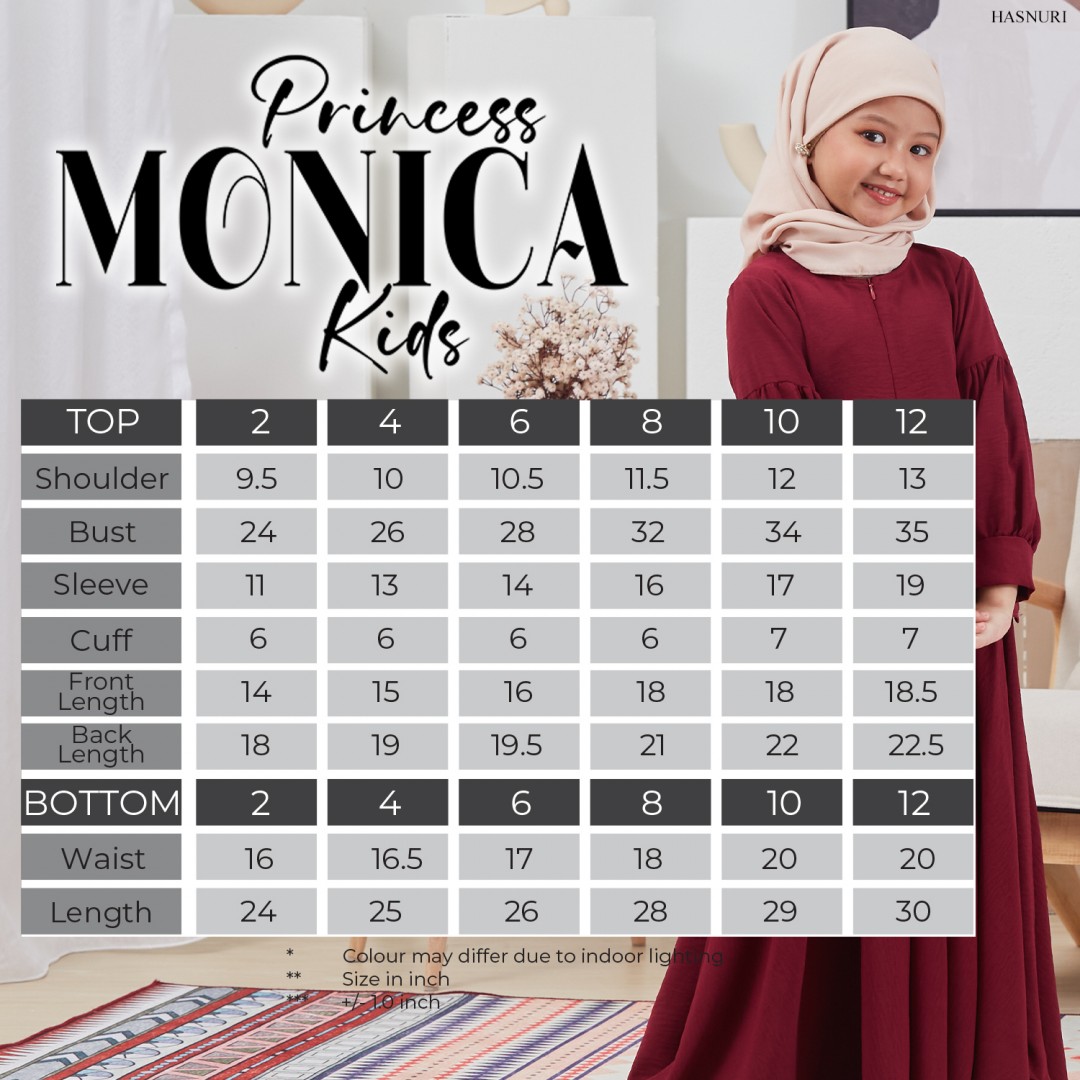 HASNURI
Princess
MONICA
Kids
TOP 2 4 6 8 10 12
Shoulder 9.5 10 10.5 11.5 12 13
Bust 24 26 28 32 34 35
Sleeve 11 13 14 16 17 19
Cuff 6 6 6 6 7 7
Front
Length 14 15 16 18 18 18.5
Back
Length 18 19 19.5 21 22 22.5
BOTTOM 2 4 6 8 10 12
Waist 16 16.5 17 18 20 20
Length 24 25 26 28 29 30
* Colour may differ due to indoor lighting
** Size in inch
*** +/- 1.0 inch